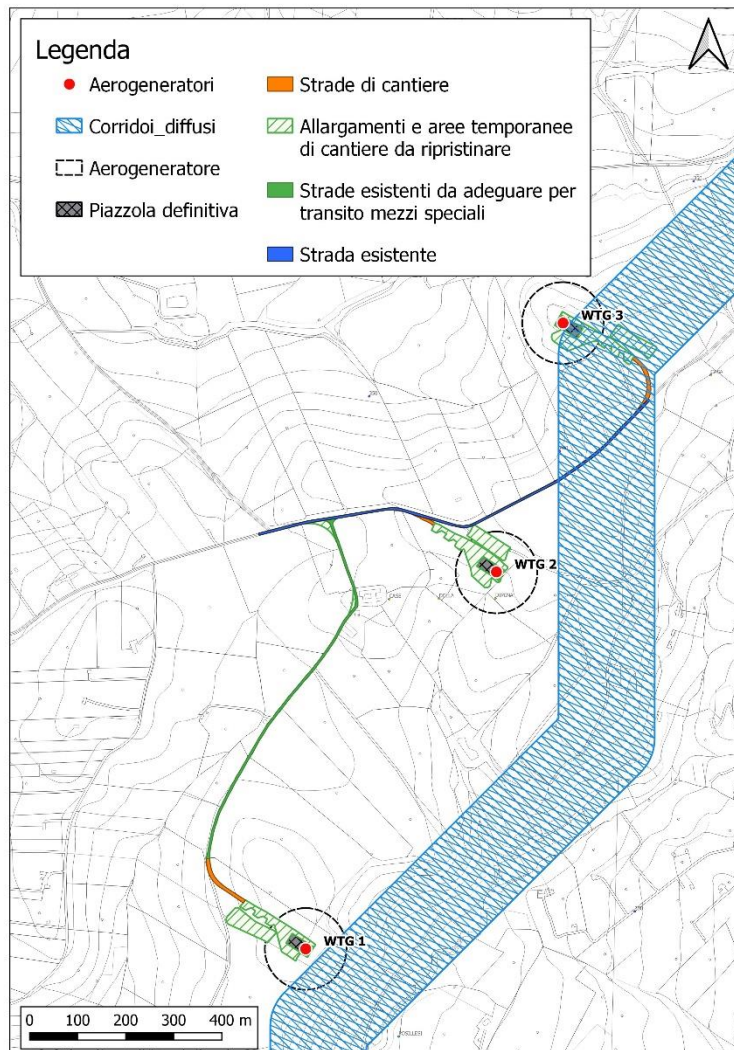 Legenda
Aerogeneratori
Corridoi_diffusi
Aerogeneratore
Piazzola definitiva
Strade di cantiere
Allargamenti e aree temporanee
di cantiere da ripristinare
Strade esistenti da adeguare per
transito mezzi speciali
Strada esistente
WTG 3
WTG 2
WTG 1
0 100 200 300 400 m